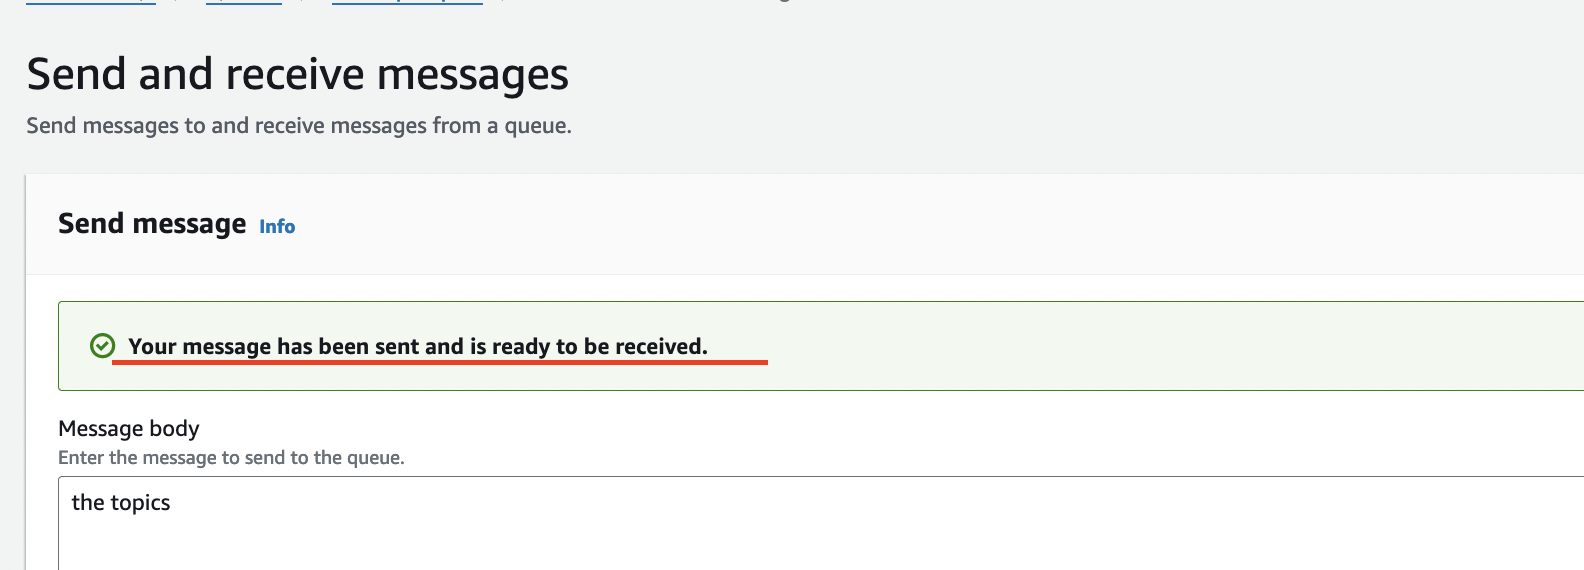 Send and receive messages
Send messages to and receive messages from a queue.
Send message Info
Your message has been sent and is ready to be received.
Message body
Enter the message to send to the queue.
the topics